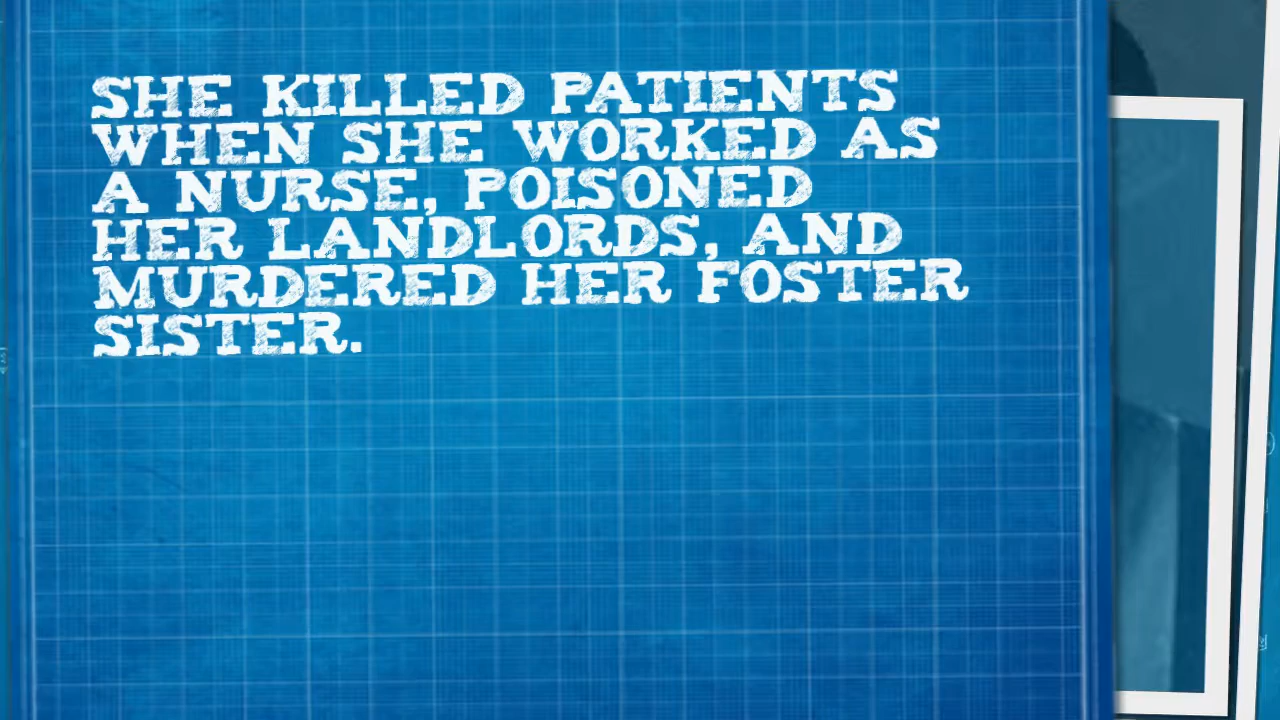 SHE KILLED PATIENTS
WHEN SHE WORKED AS
A NURSE, POISONED
HER LANDLORDS, AND
MURDERED HER FOSTER
SISTER.